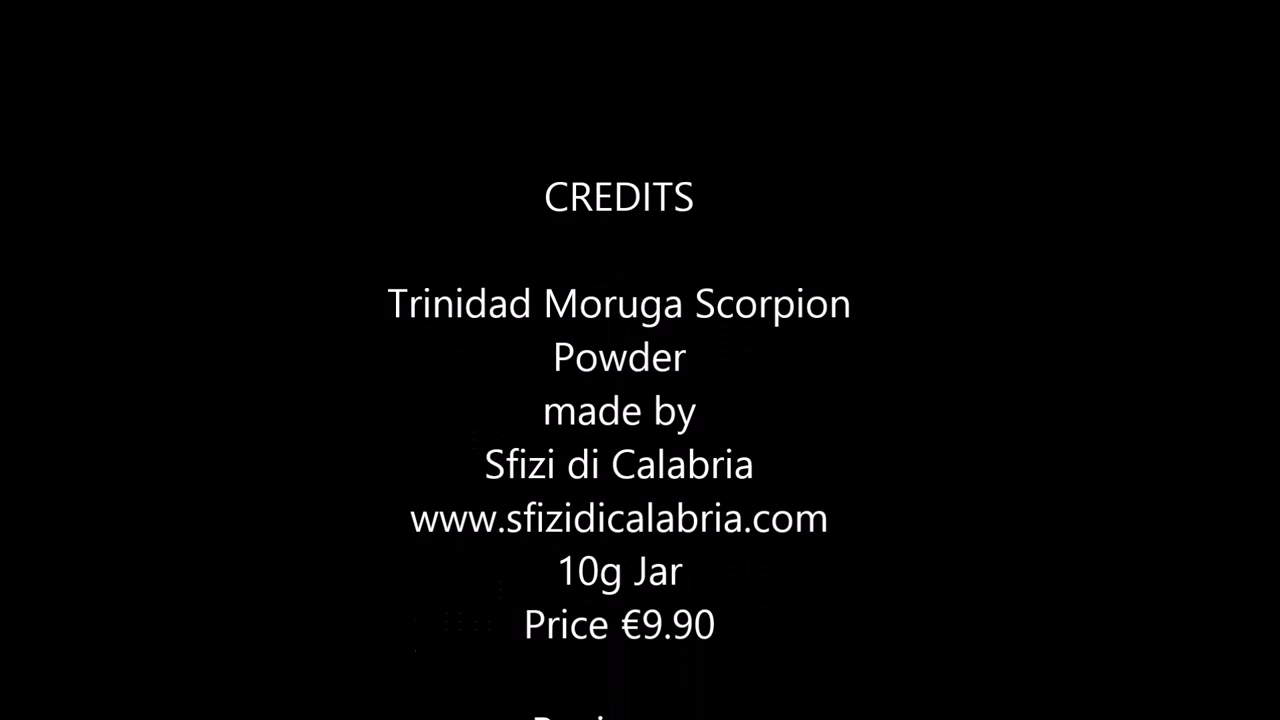 CREDITS
Trinidad Moruga Scorpion
Powder
made by
Sfizi di Calabria
www.sfizidicalabria.com
10g Jar
Price €9.90